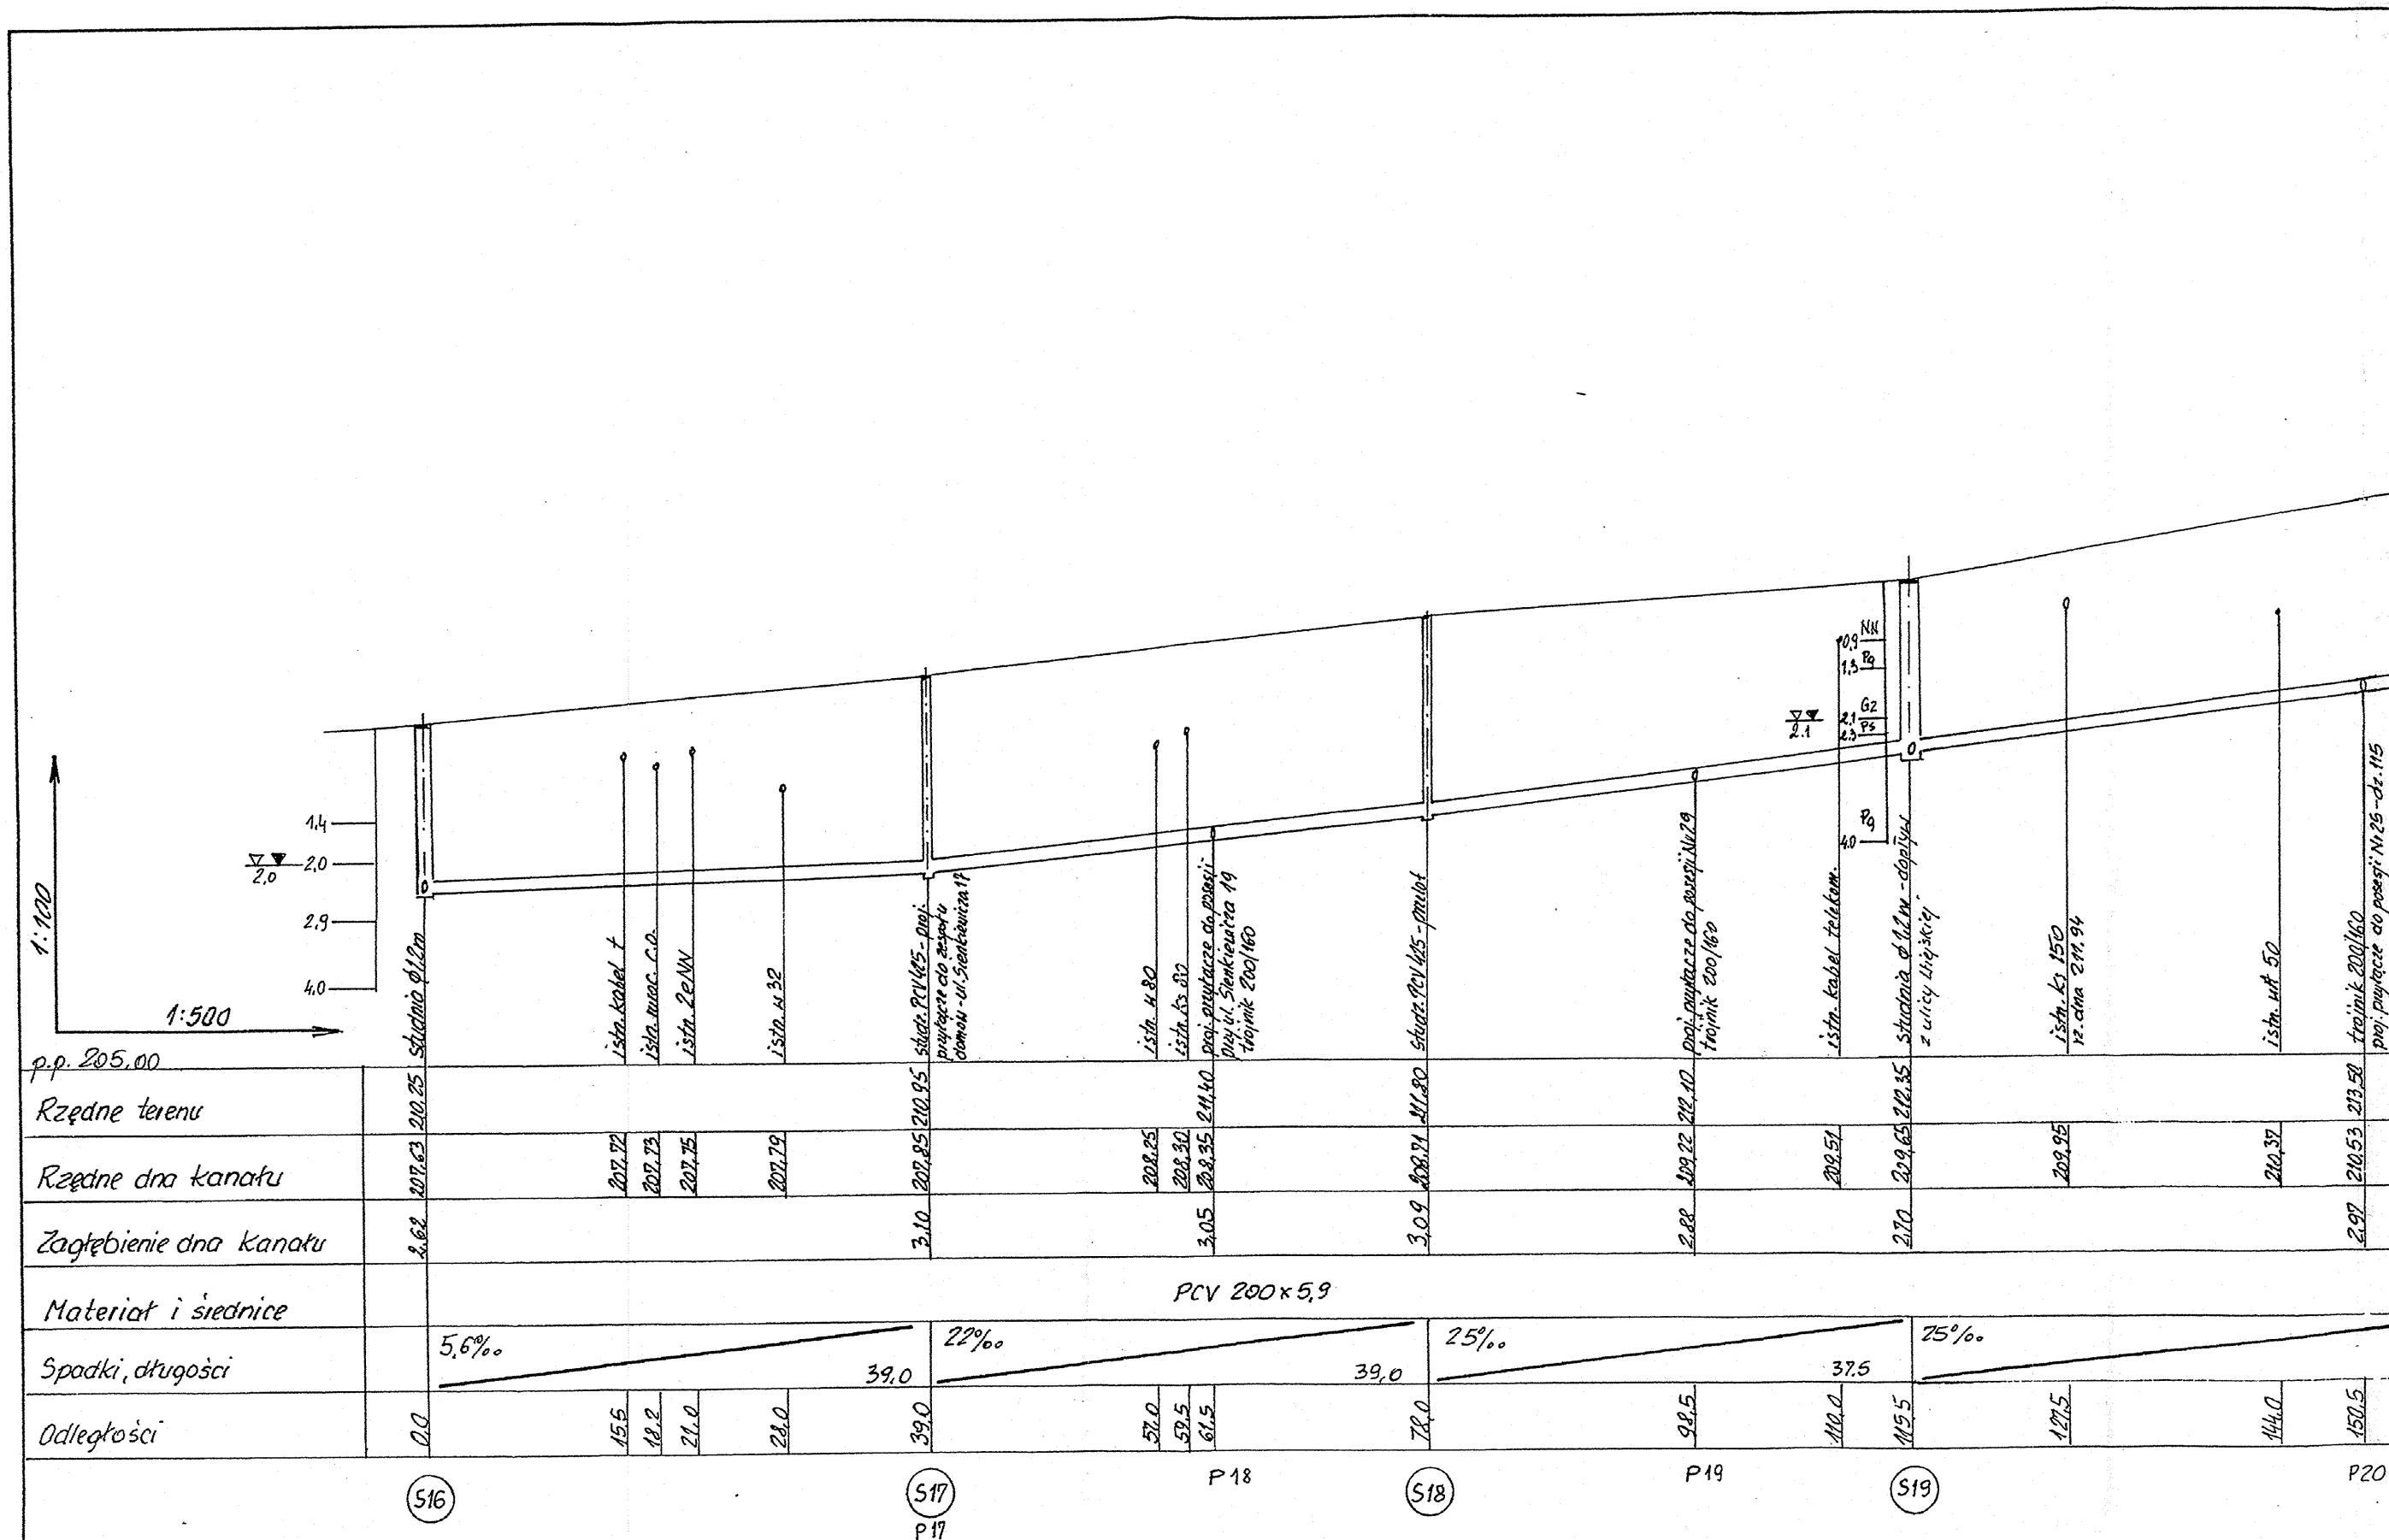 1:100
1:500
p.p. 205,00
1,4
2,0
2,0
2,9
4,0
studnia ϕ1,2m
istn. kabel t
istn. 2eNN
istn. w 32
studz. PCV 425 - proj.
przyłącze do zespołu
domów - ul. Sienkiewicza 17
istn. w 80
istn. ks 80
proj. przyłącze do posesji
przy ul. Sienkiewicza 19
trójnik 200/160
studz. PCV 425 - przelot
proj. przyłącze do posesji Nr 29
trójnik 200/160
istn. kabel telekom.
NN
0,9
Pg
1,3
Gz
2,1
2.1
Ps
2.3
Pg
4.0
studnia ϕ 1,2m - dopływ
z ulicy Wiejskiej
istn. ks 150
rz. dna 211.94
trójnik 200/160
proj. przyłącze do posesji Nr 25 - dz. 115
Rzędne terenu
210.25 210.95 211,40 211,80 212,10 212,35 213,50
Rzędne dna kanału
207,63 207,72 207,73 207,75 207,79 207,85 208,25 208,30 208,35 208,71 209,22 209,51 209,65 209,95 210,37 210,53
Zagłębienie dna kanału
2,62 3,10 3,05 3,09 2,88 2,70 2,97
Materiał i średnice
PCV 200 x 5,9
Spadki, długości
5,6‰ 39,0 22‰ 39,0 25‰ 37,5 25‰
Odległości
0,0 15,5 18,2 21,0 28,0 39,0 57,0 59,5 61,5 78,0 98,5 110,0 115,5 127,5 144,0 150,5
S16 S17 P18 S18 P19 S19 P20
P17